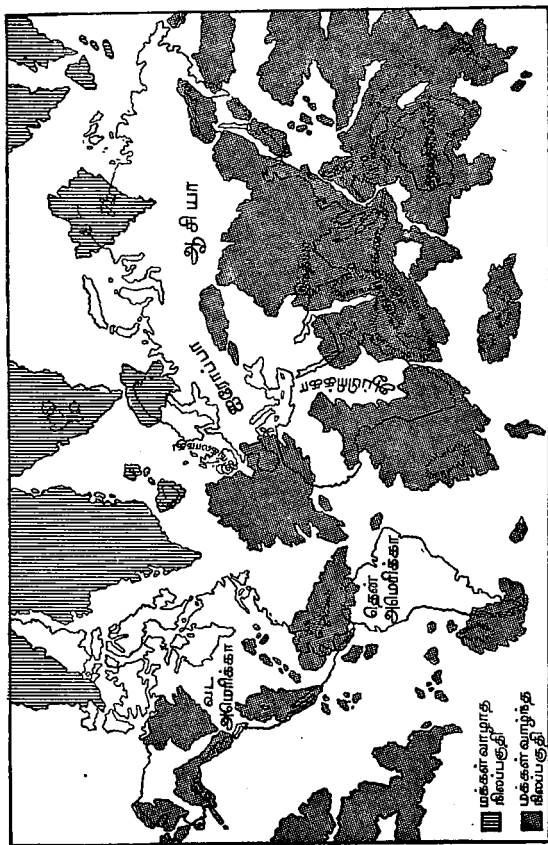 ஆசியா
ஐரோப்பா
ஆப்பிரிக்கா
வட
அமெரிக்கா
தென்
அமெரிக்கா
மக்கள் வாழாத
நிலப்பகுதி
மக்கள் வாழ்ந்த
நிலப்பகுதி